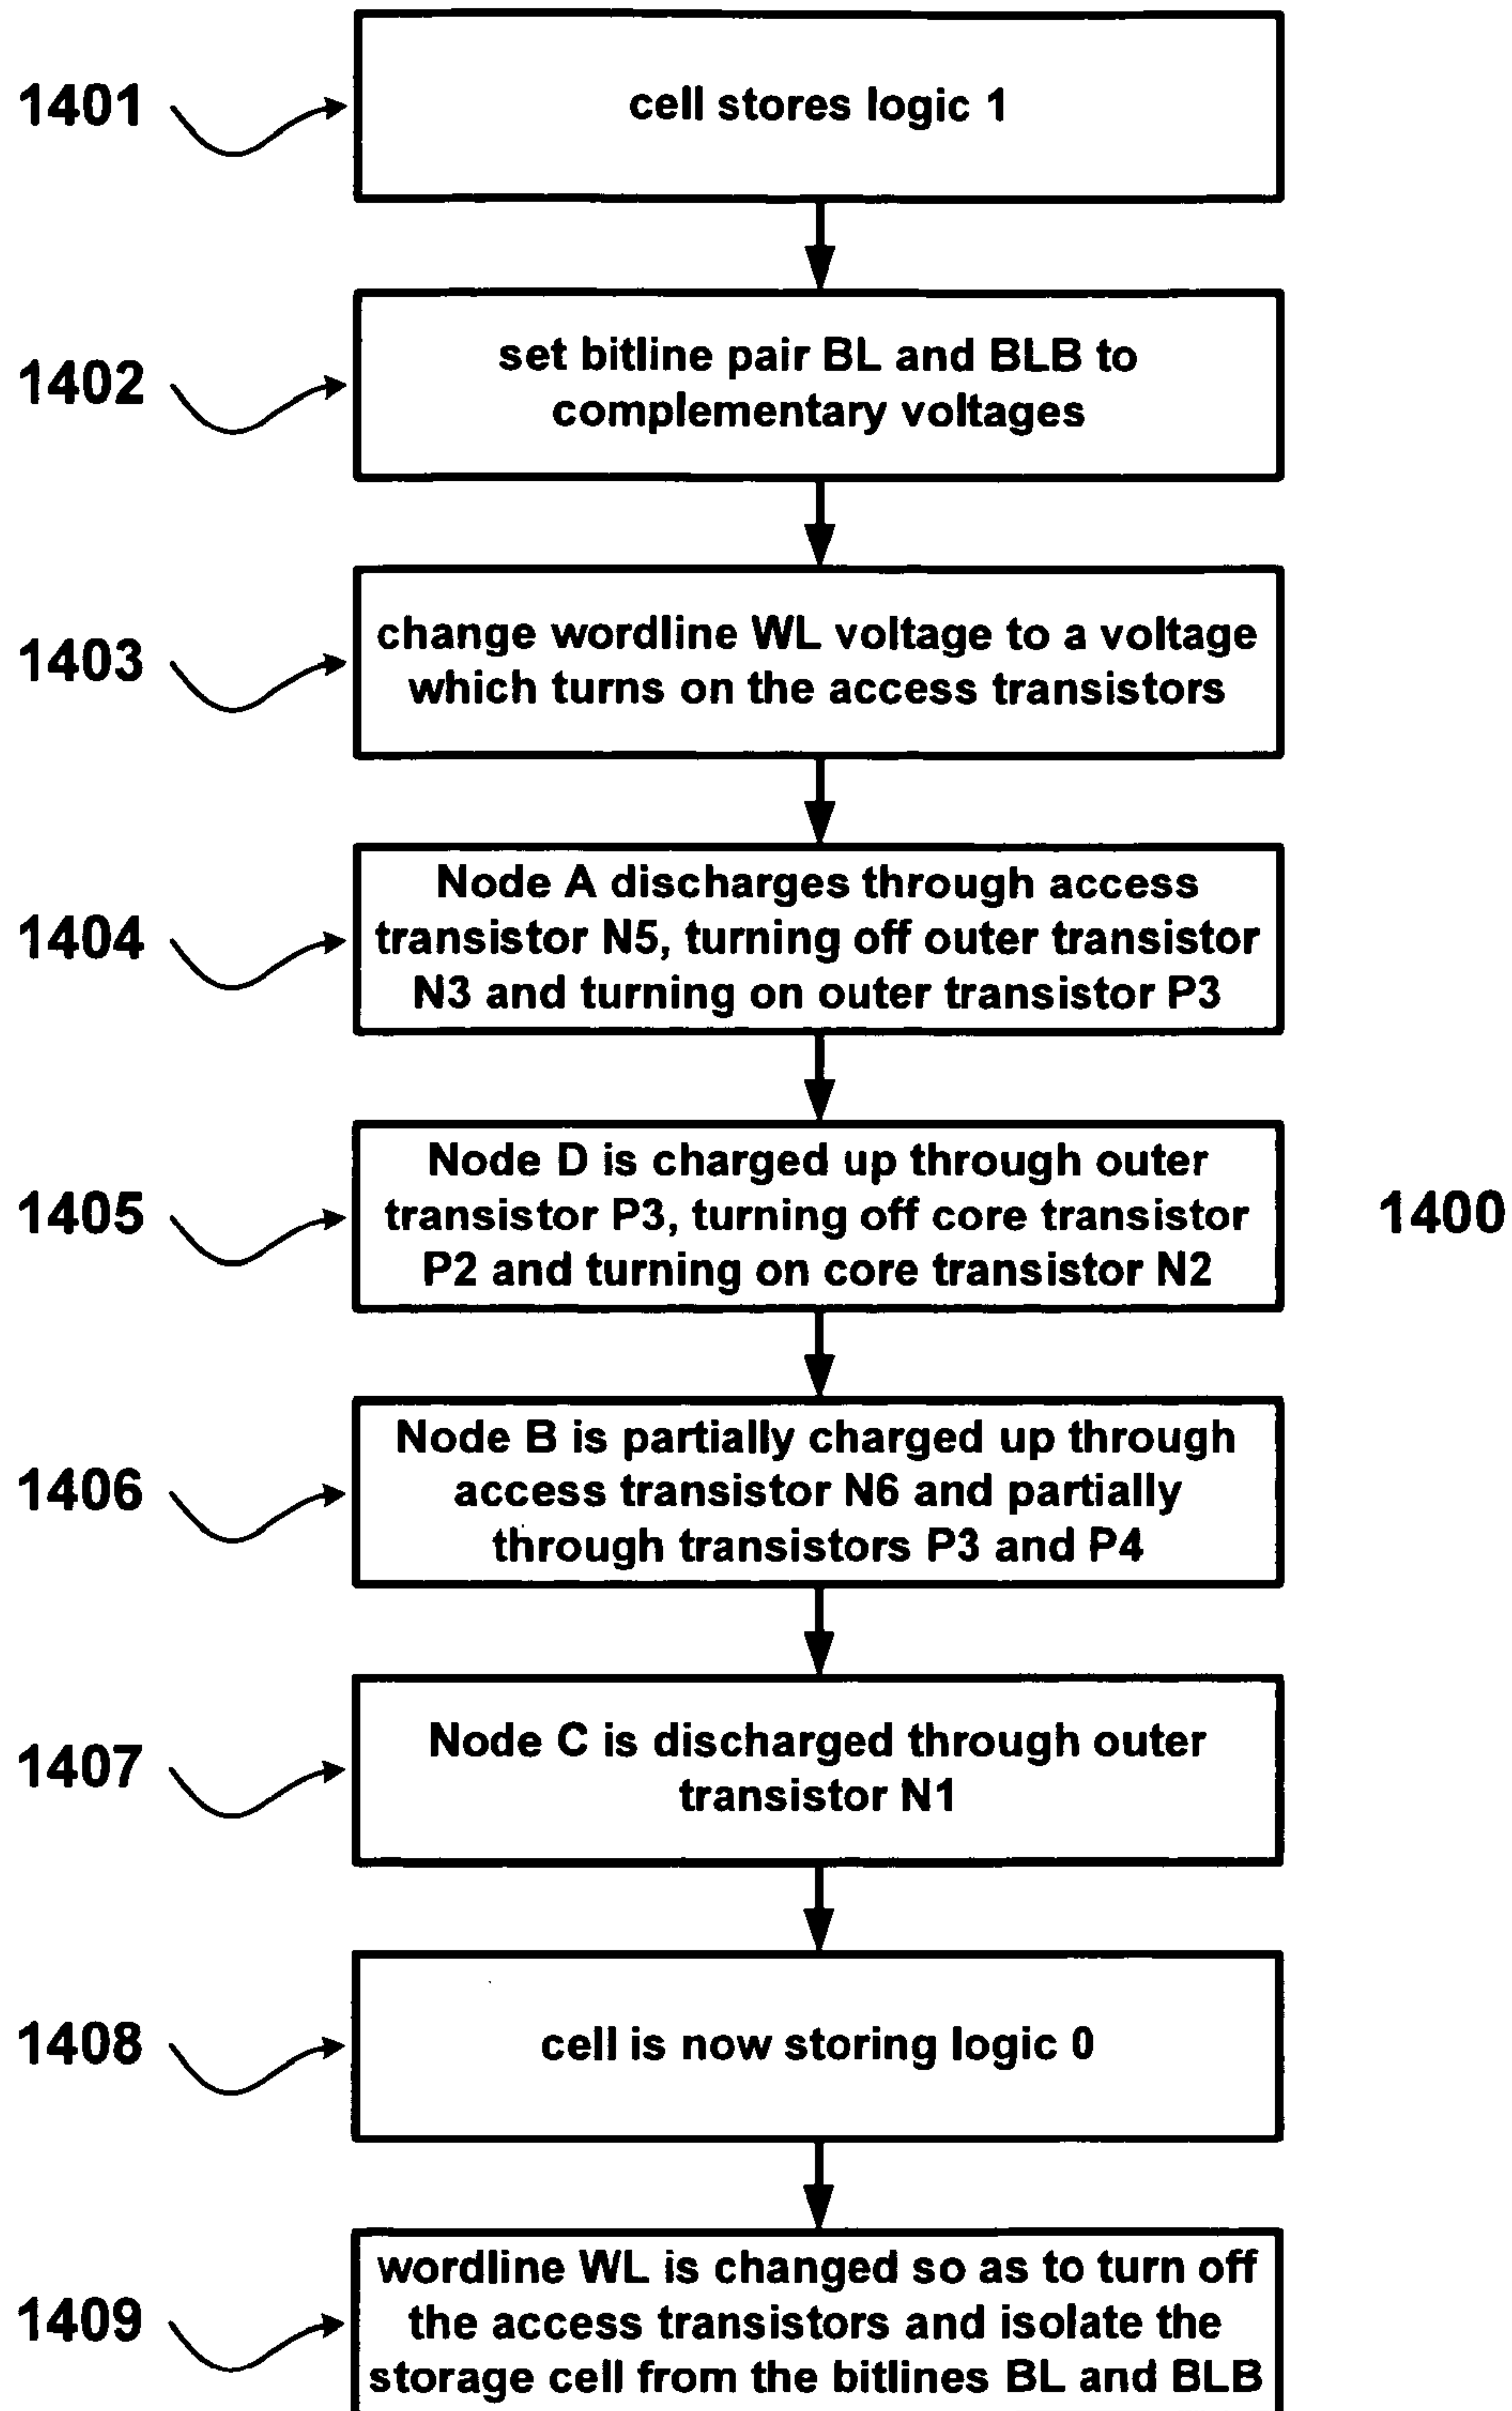 1401
cell stores logic 1
1402
set bitline pair BL and BLB to
complementary voltages
1403
change wordline WL voltage to a voltage
which turns on the access transistors
1404
Node A discharges through access
transistor N5, turning off outer transistor
N3 and turning on outer transistor P3
1405
Node D is charged up through outer
transistor P3, turning off core transistor
P2 and turning on core transistor N2
1400
1406
Node B is partially charged up through
access transistor N6 and partially
through transistors P3 and P4
1407
Node C is discharged through outer
transistor N1
1408
cell is now storing logic 0
1409
wordline WL is changed so as to turn off
the access transistors and isolate the
storage cell from the bitlines BL and BLB